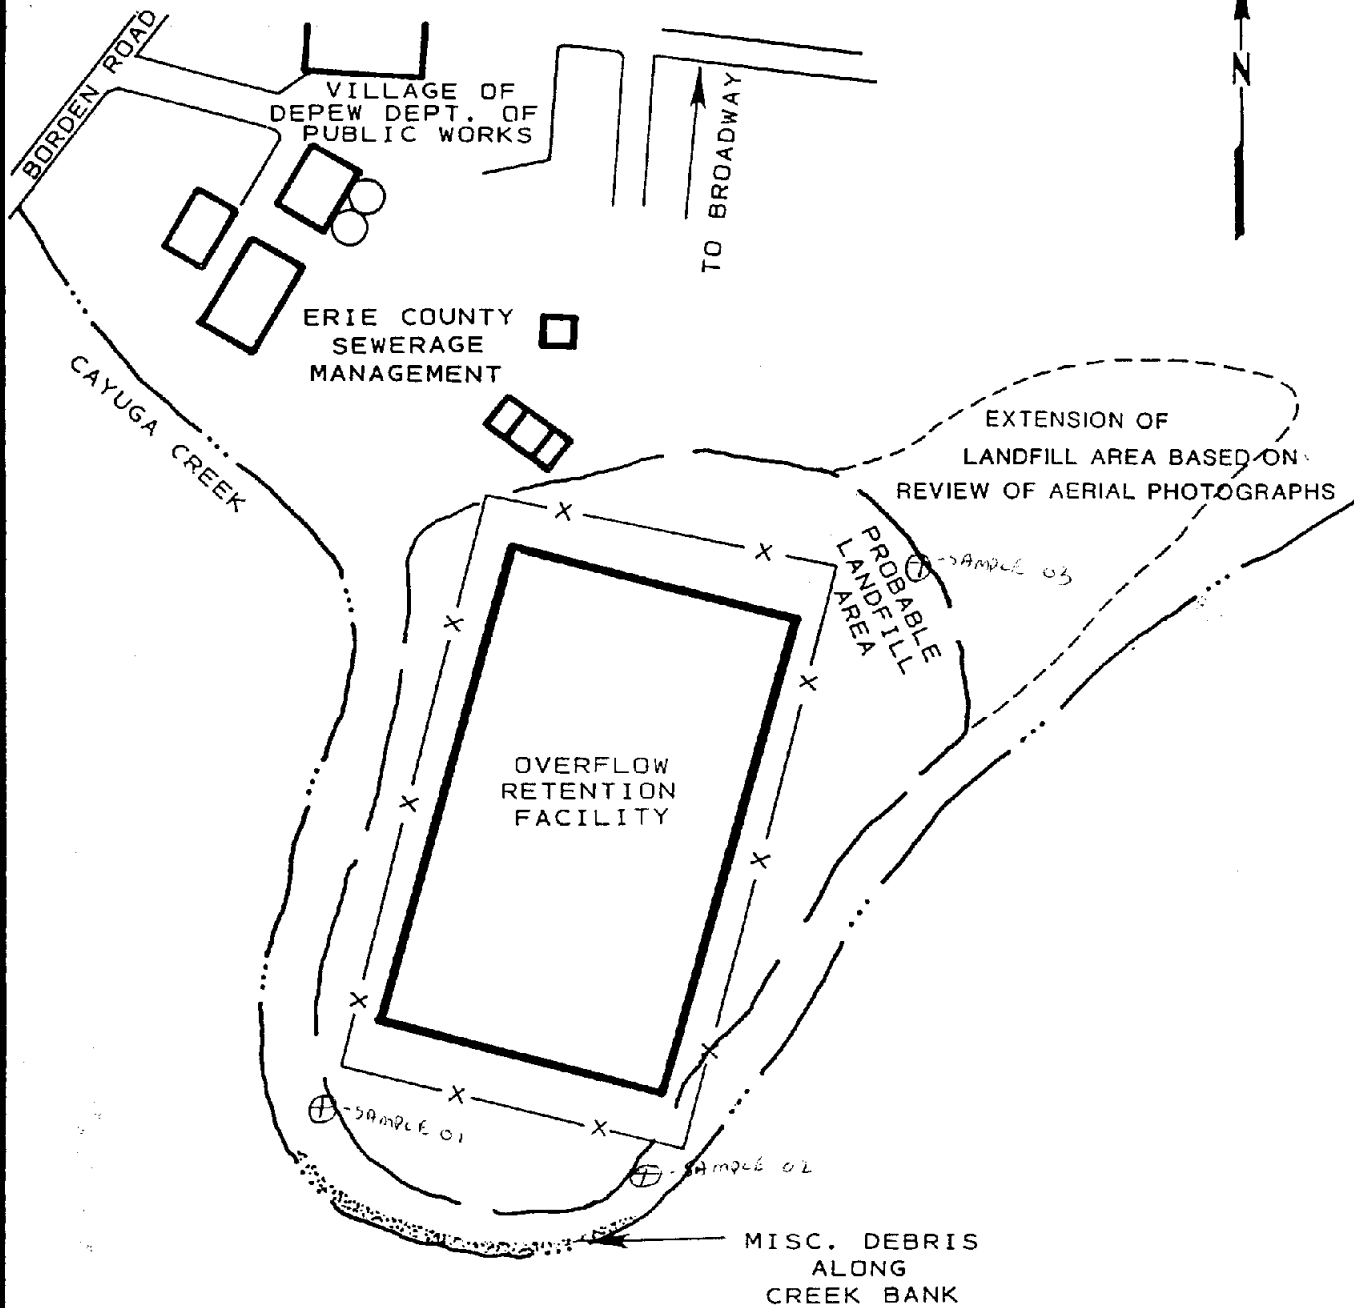 BORDEN ROAD
VILLAGE OF
DEPEW DEPT. OF
PUBLIC WORKS
TO BROADWAY
N
ERIE COUNTY
SEWERAGE
MANAGEMENT
CAYUGA CREEK
EXTENSION OF
LANDFILL AREA BASED ON
REVIEW OF AERIAL PHOTOGRAPHS
PROBABLE
LANDFILL
AREA
-SAMPLE 03
OVERFLOW
RETENTION
FACILITY
-SAMPLE 01
-SAMPLE 02
MISC. DEBRIS
ALONG
CREEK BANK